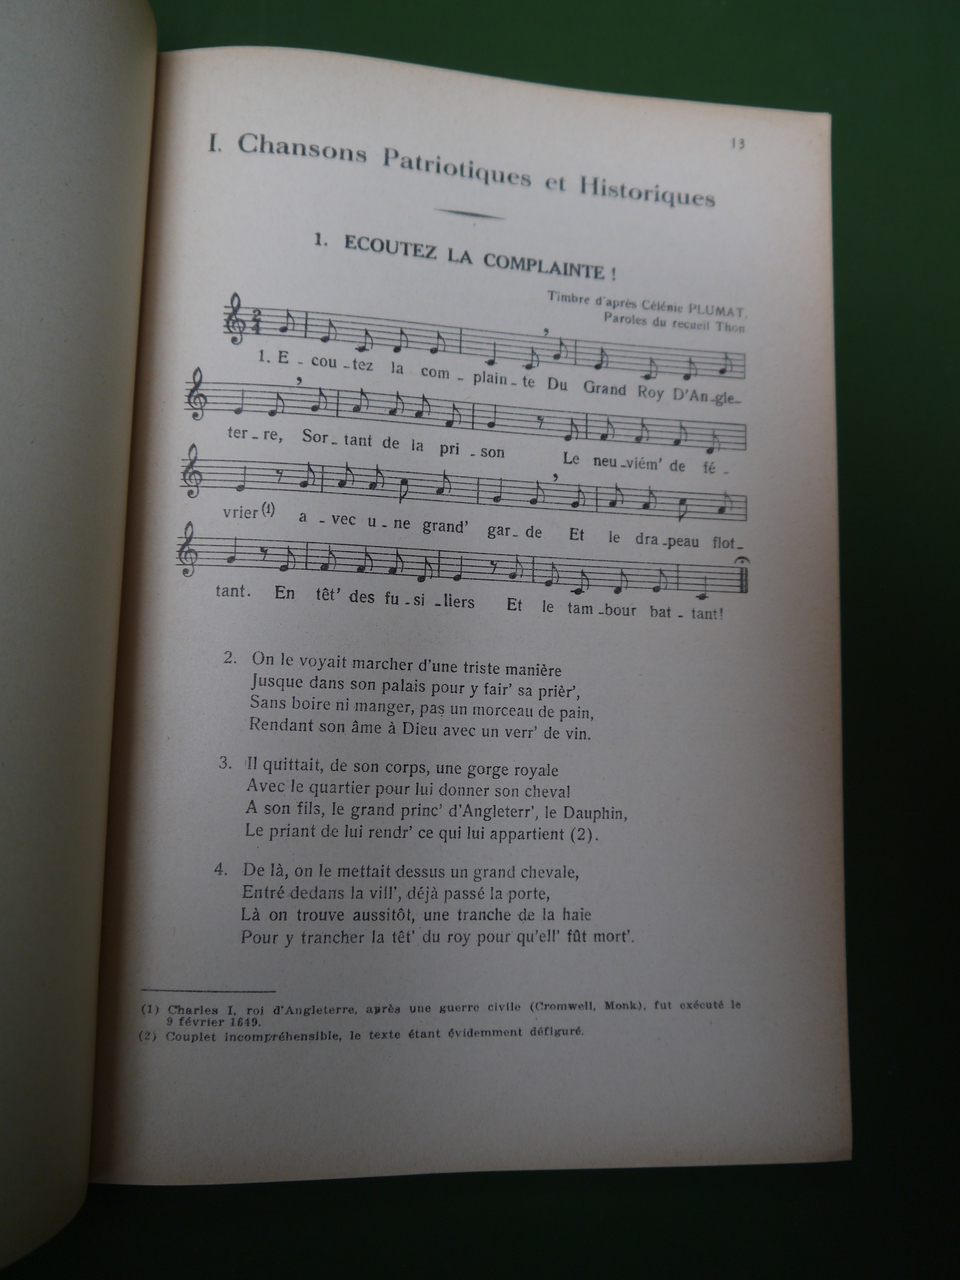 13
I. Chansons Patriotiques et Historiques
1. ECOUTEZ LA COMPLAINTE !
Timbre d'après Célénie PLUMAT.
Paroles du recueil Thon
2 4
1. E - cou - tez la com - plain - te Du Grand Roy D'An - gle -
ter - re, Sor - tant de la pri - son Le neu - viém' de fé -
vrier (1) a - vec u - ne grand' gar - de Et le dra - peau flot -
tant. En têt' des fu - si - liers Et le tam - bour bat - tant!
2. On le voyait marcher d'une triste manière
Jusque dans son palais pour y fair' sa prièr',
Sans boire ni manger, pas un morceau de pain,
Rendant son âme à Dieu avec un verr' de vin.
3. Il quittait, de son corps, une gorge royale
Avec le quartier pour lui donner son cheval
A son fils, le grand princ' d'Angleterr', le Dauphin,
Le priant de lui rendr' ce qui lui appartient (2).
4. De là, on le mettait dessus un grand chevale,
Entré dedans la vill', déjà passé la porte,
Là on trouve aussitôt, une tranche de la haie
Pour y trancher la têt' du roy pour qu'ell' fût mort'.
(1) Charles I, roi d'Angleterre, après une guerre civile (Cromwell, Monk), fut exécuté le
9 février 1649.
(2) Couplet incompréhensible, le texte étant évidemment défiguré.